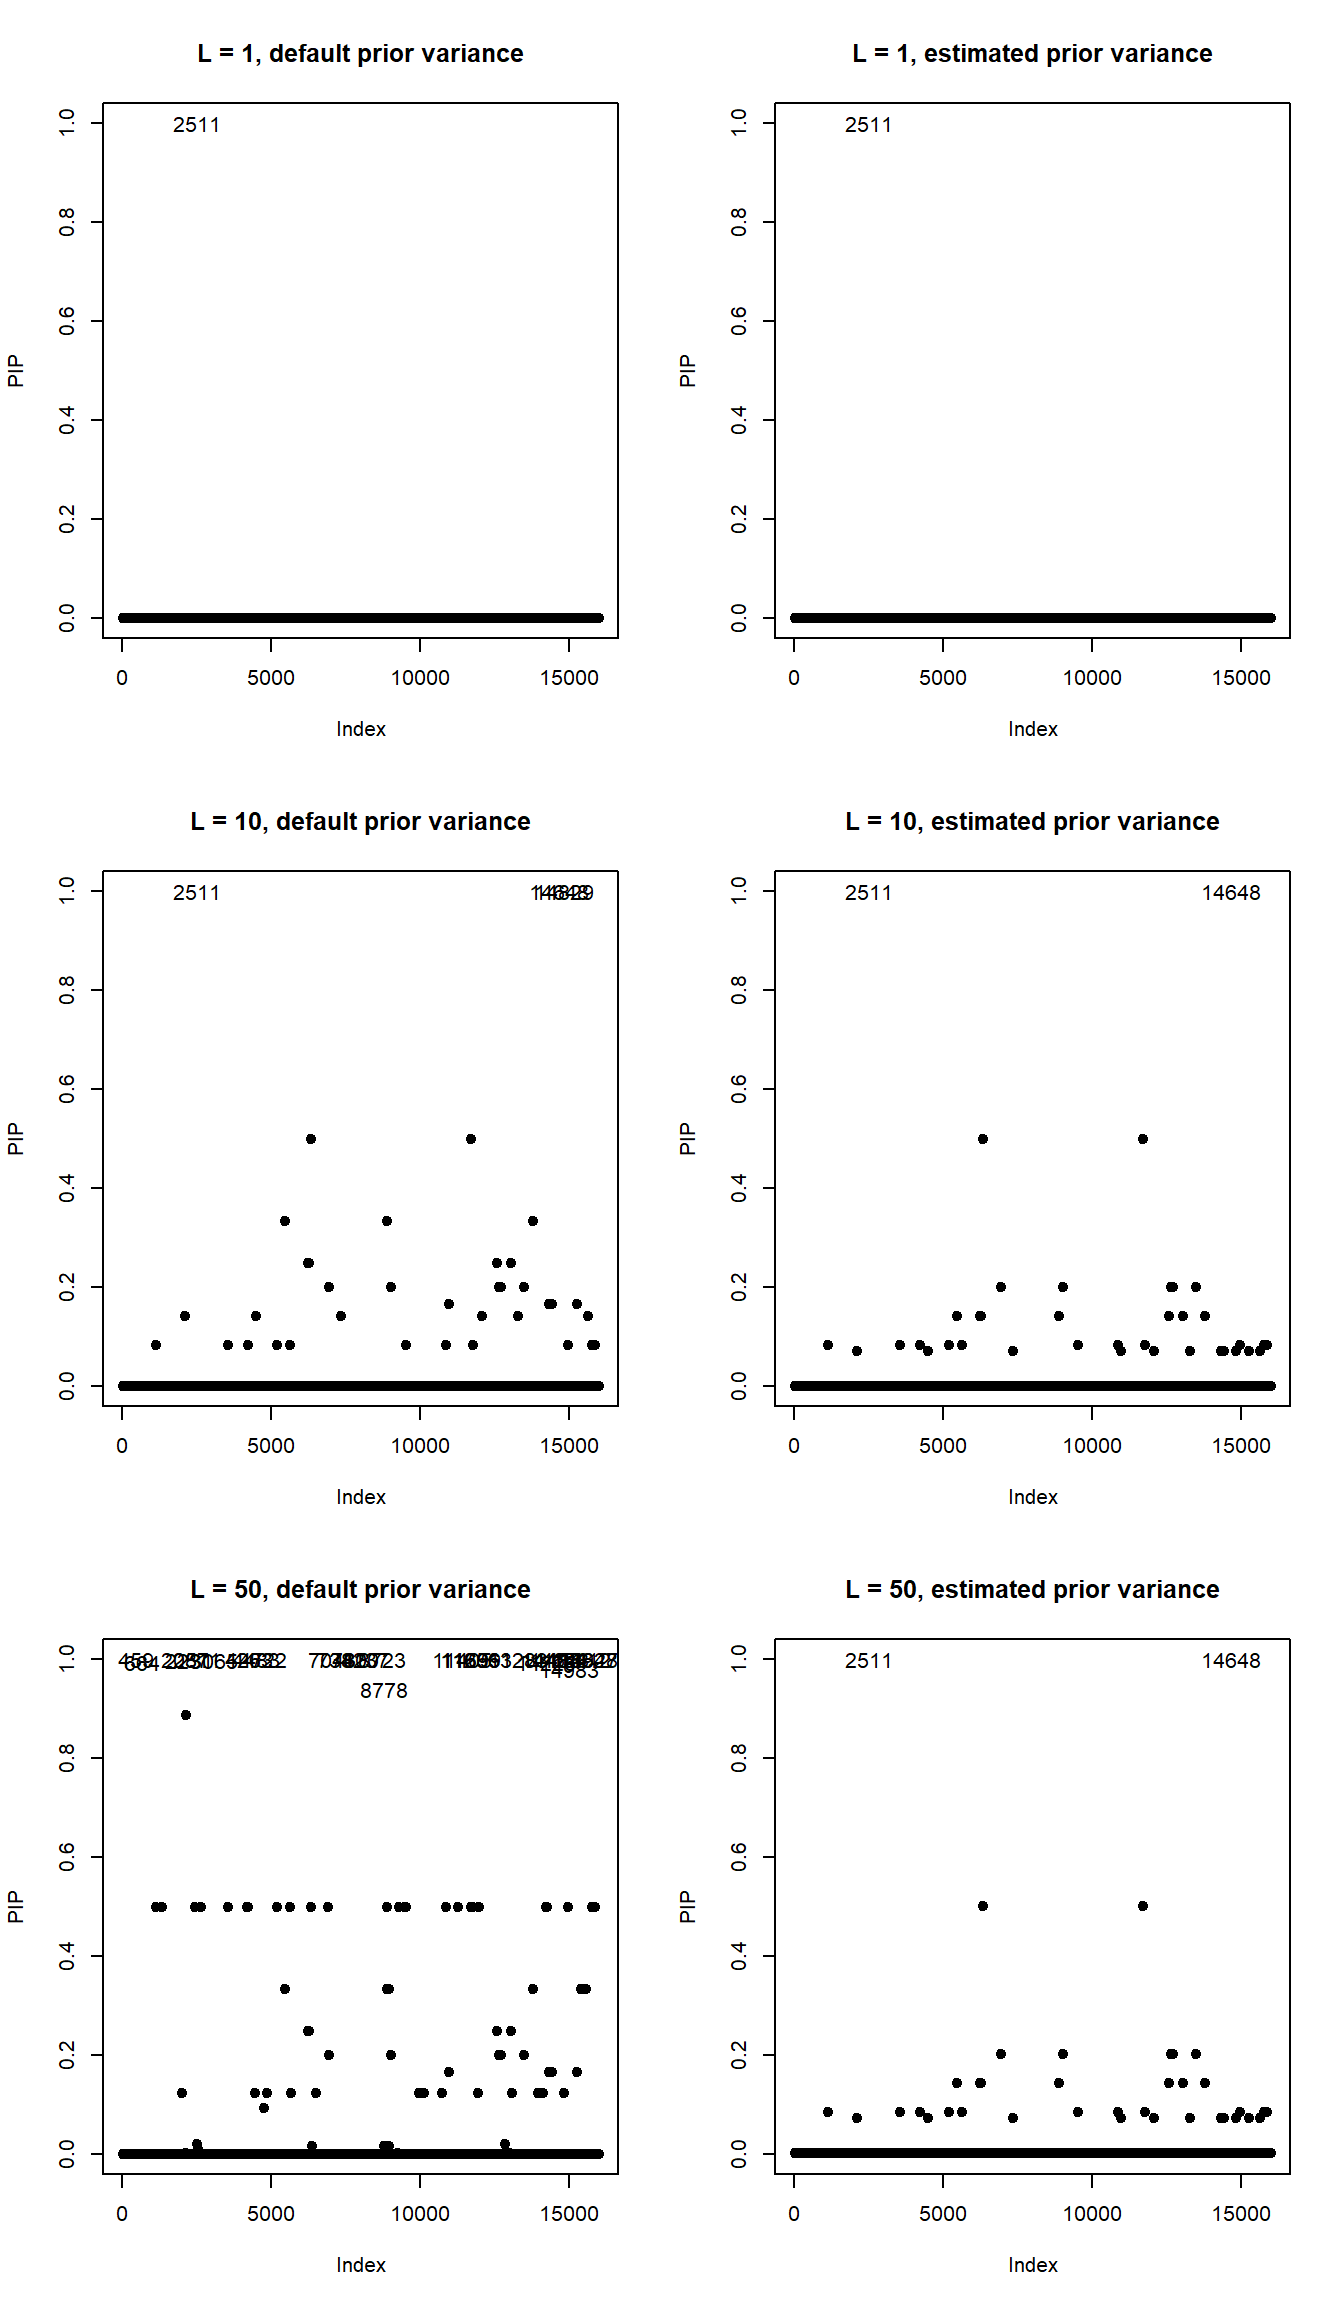 L = 1, default prior variance
2511
PIP
0.0 0.2 0.4 0.6 0.8 1.0
0 5000 10000 15000
Index
L = 1, estimated prior variance
2511
PIP
0.0 0.2 0.4 0.6 0.8 1.0
0 5000 10000 15000
Index
L = 10, default prior variance
2511
PIP
0.0 0.2 0.4 0.6 0.8 1.0
0 5000 10000 15000
Index
L = 10, estimated prior variance
2511 14648
PIP
0.0 0.2 0.4 0.6 0.8 1.0
0 5000 10000 15000
Index
L = 50, default prior variance
459
8778
14983
PIP
0.0 0.2 0.4 0.6 0.8 1.0
0 5000 10000 15000
Index
L = 50, estimated prior variance
2511 14648
PIP
0.0 0.2 0.4 0.6 0.8 1.0
0 5000 10000 15000
Index